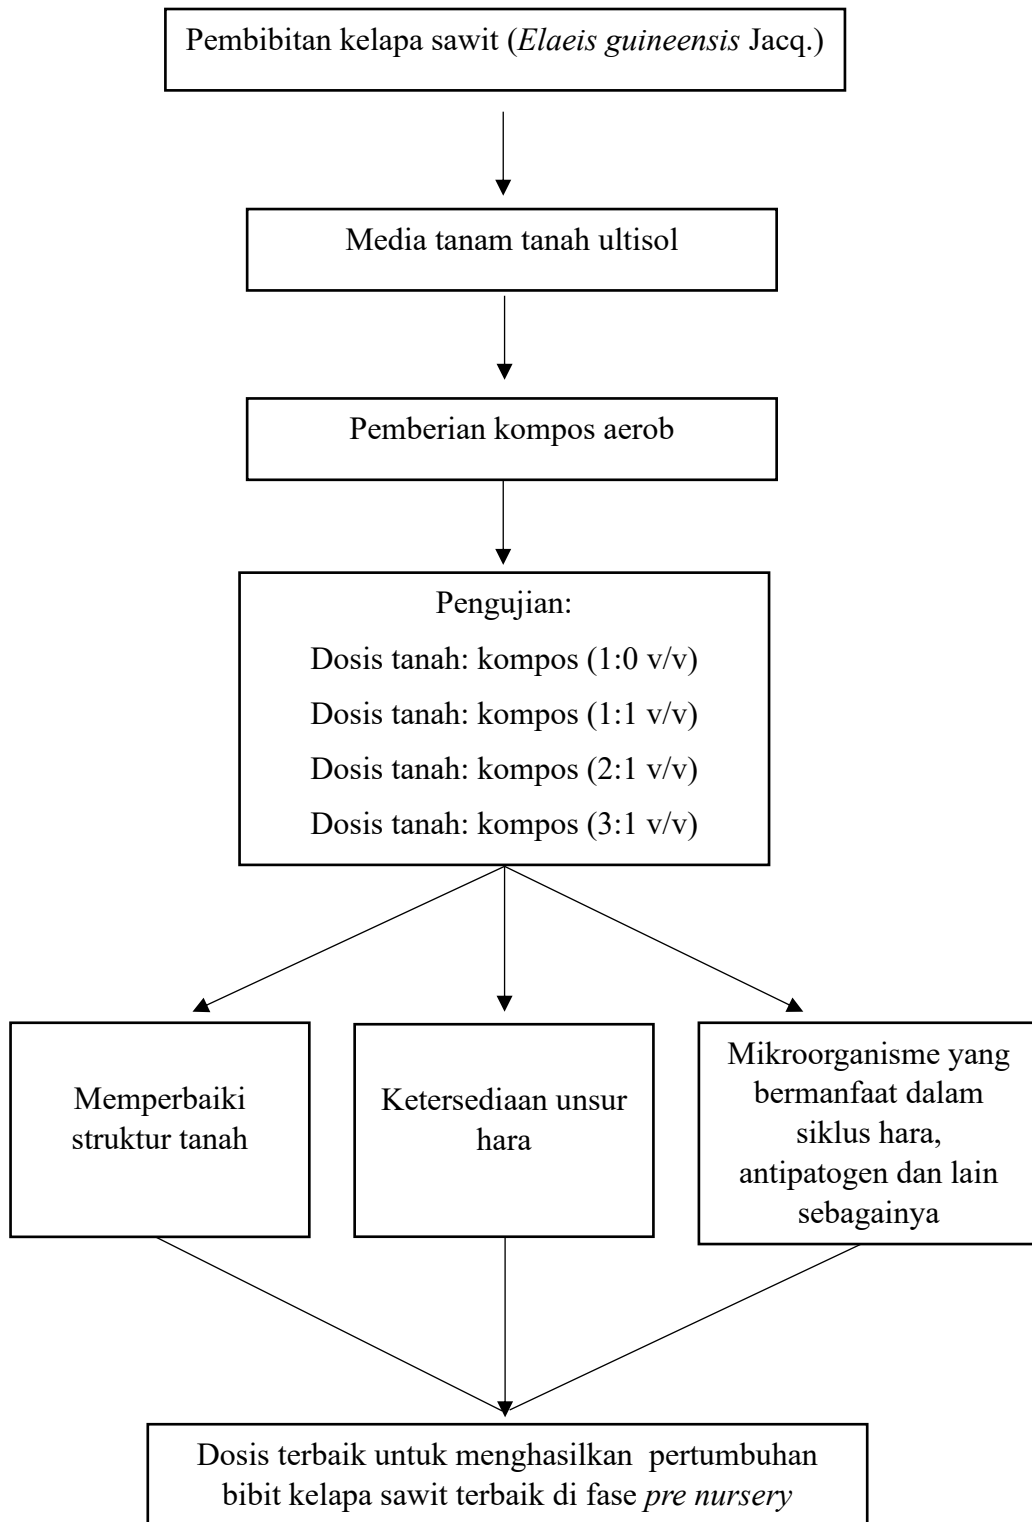 Pembibitan kelapa sawit (Elaeis guineensis Jacq.)
Media tanam tanah ultisol
Pemberian kompos aerob
Pengujian:
Dosis tanah: kompos (1:0 v/v)
Dosis tanah: kompos (1:1 v/v)
Dosis tanah: kompos (2:1 v/v)
Dosis tanah: kompos (3:1 v/v)
Memperbaiki
struktur tanah
Ketersediaan unsur
hara
Mikroorganisme yang
bermanfaat dalam
siklus hara,
antipatogen dan lain
sebagainya
Dosis terbaik untuk menghasilkan pertumbuhan
bibit kelapa sawit terbaik di fase pre nursery